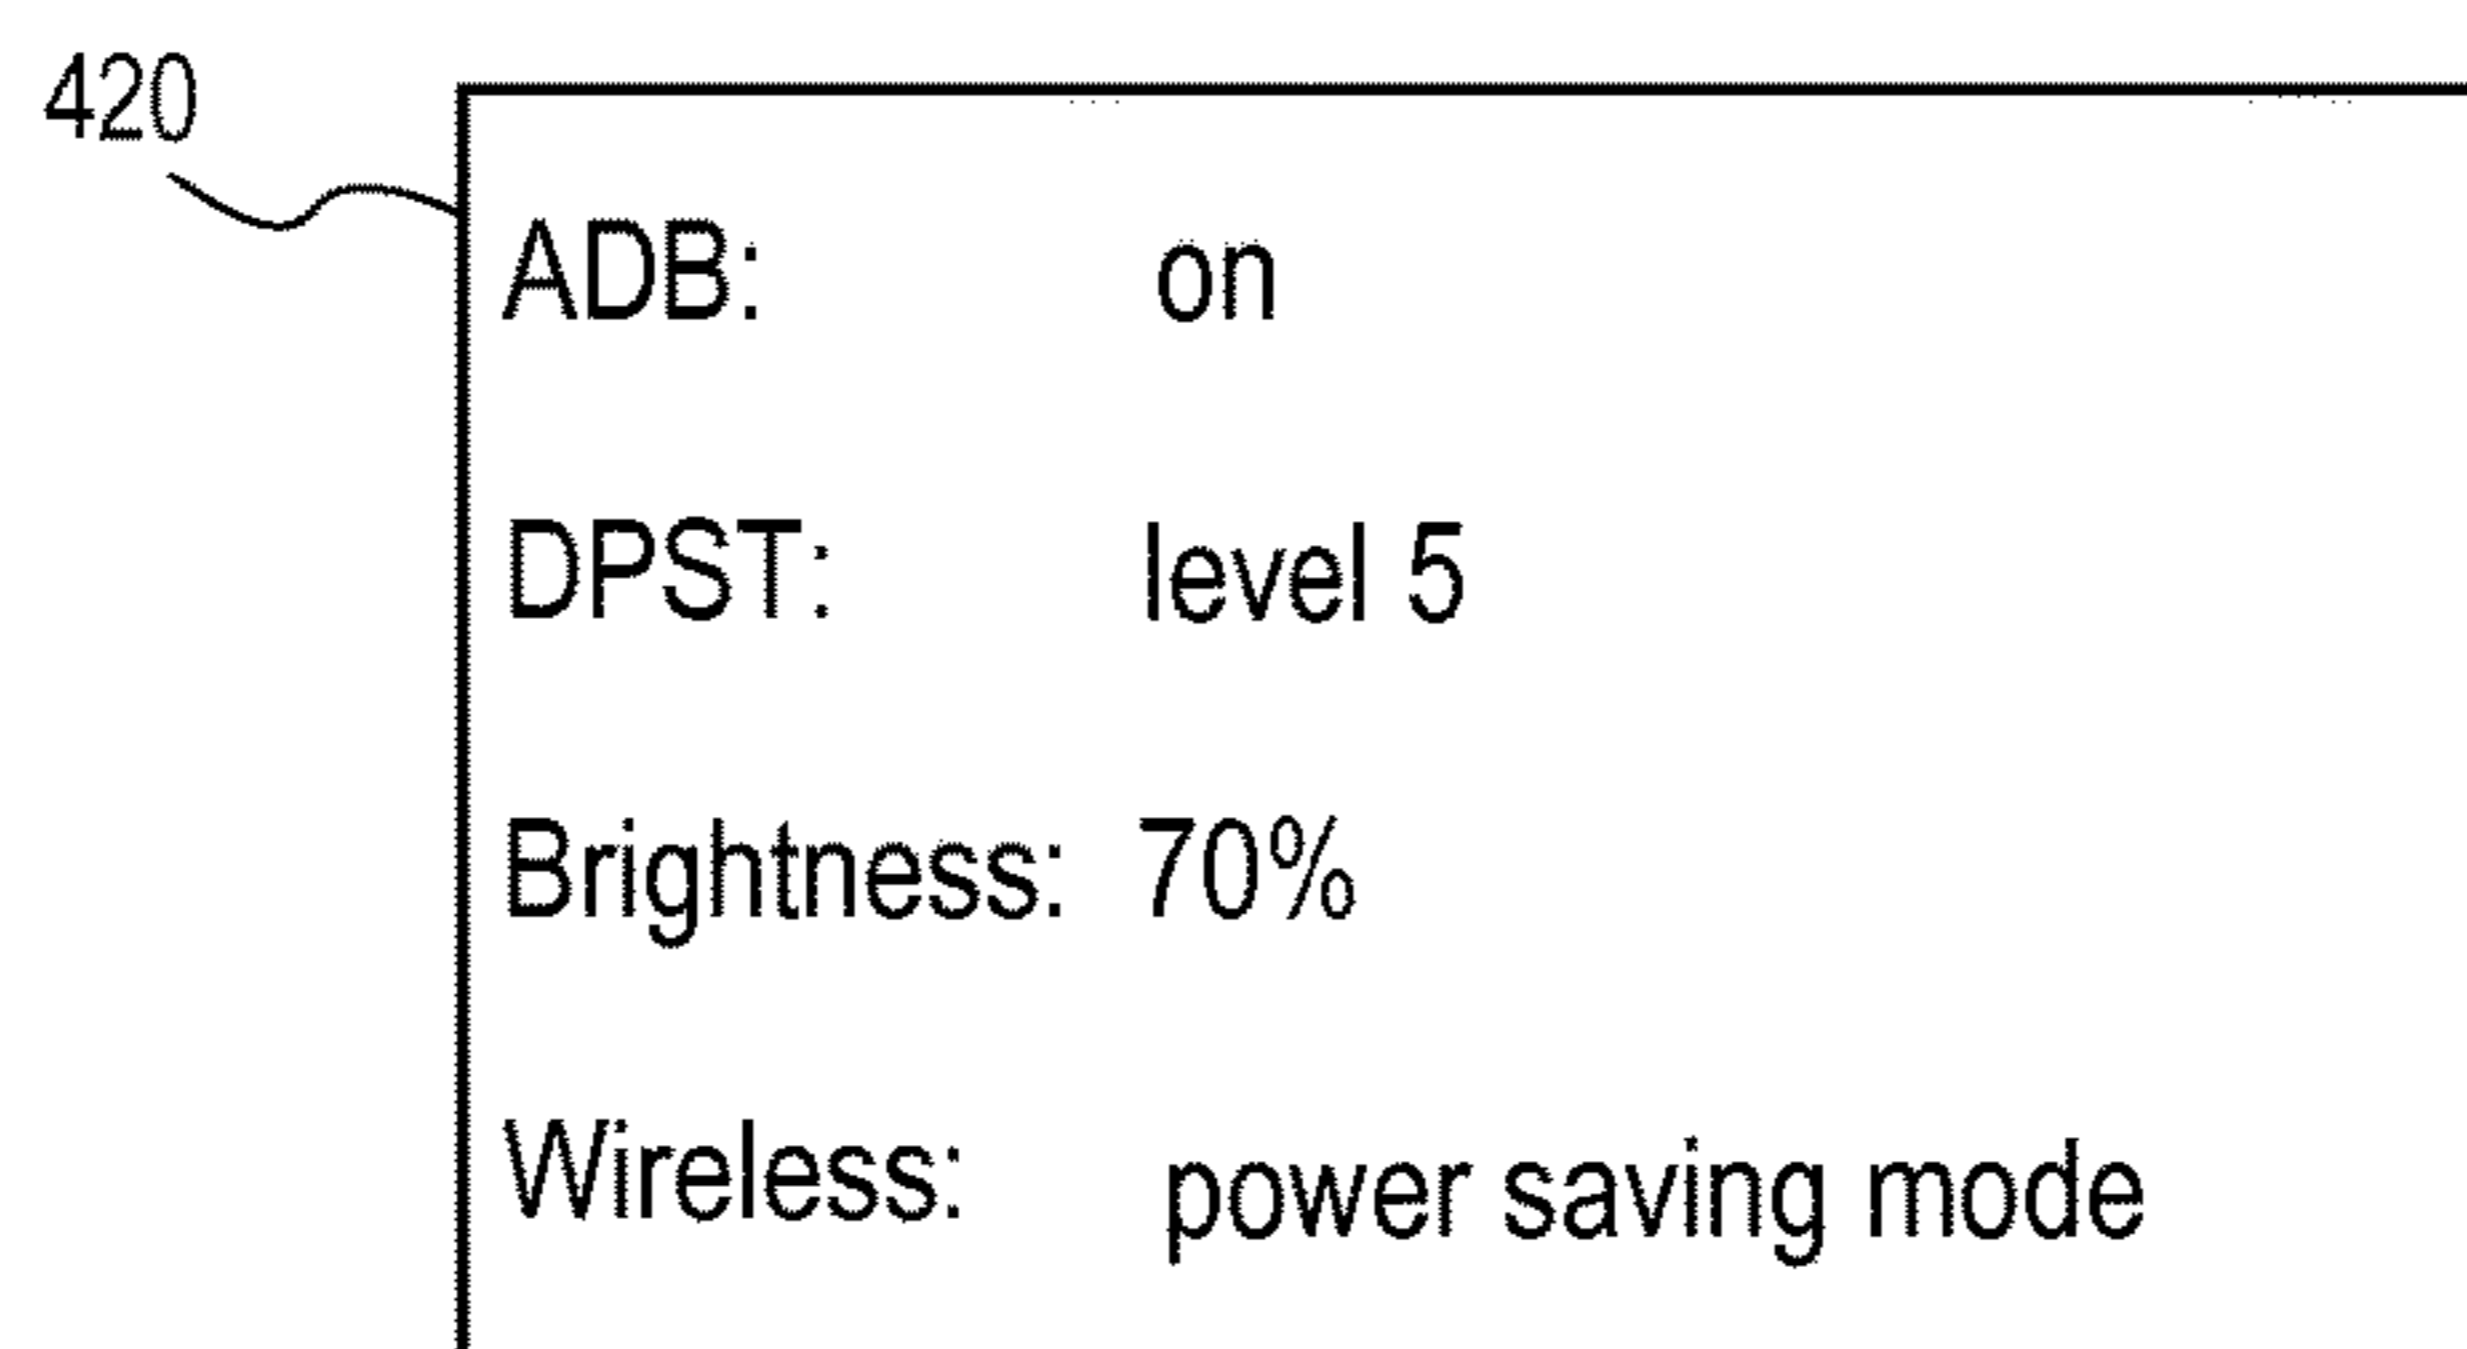 420
ADB: on
DPST: level 5
Brightness: 70%
Wireless: power saving mode